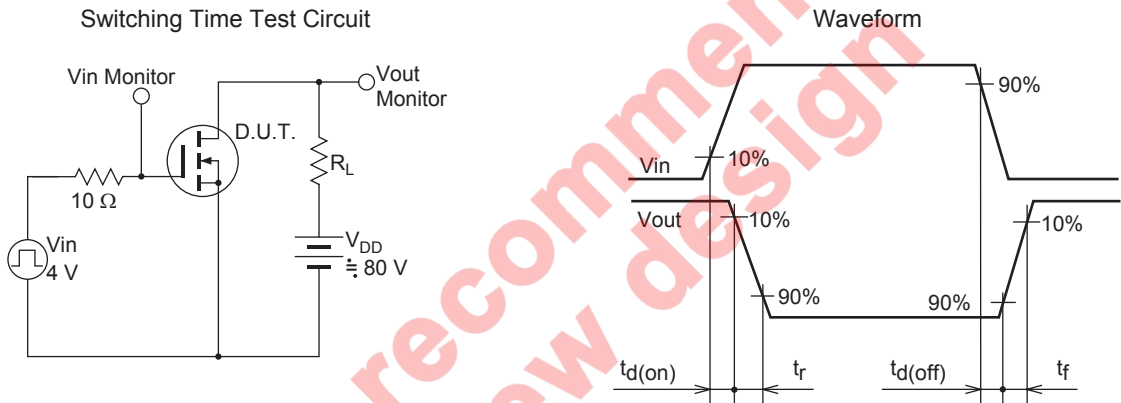 Switching Time Test Circuit
Vin Monitor
Vout
Monitor
D.U.T.
RL
10 Ω
Vin
4 V
VDD
≒ 80 V
Waveform
Vin
10%
90%
Vout
10%
90%
90%
10%
td(on)
tr
td(off)
tf
recommen
ew design